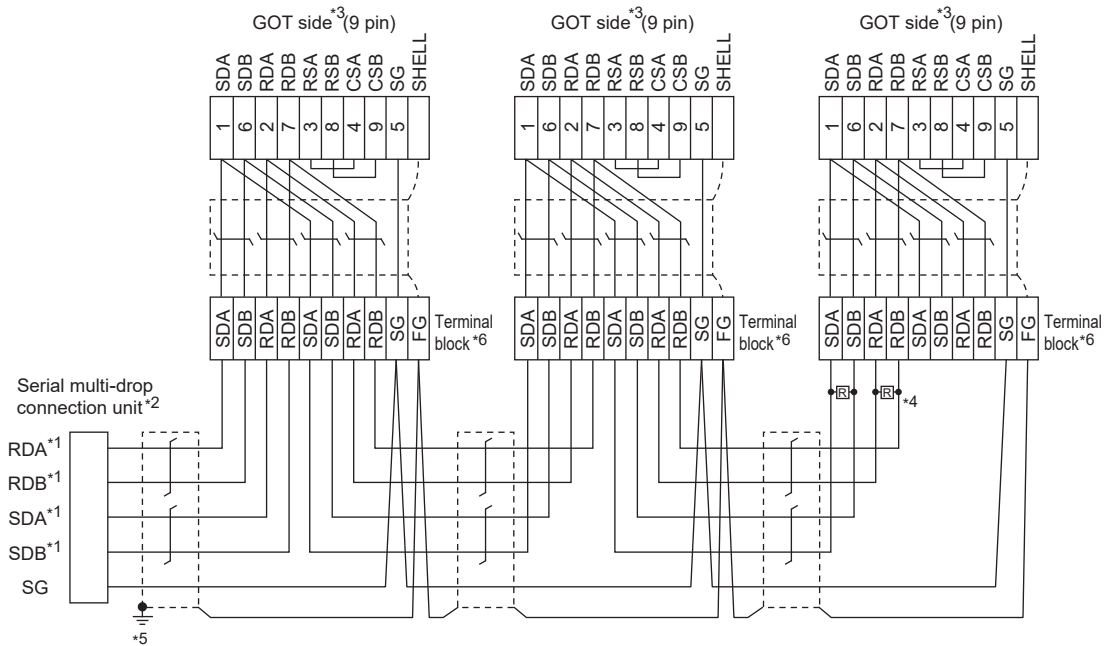 GOT side*3(9 pin)
GOT side*3(9 pin)
GOT side*3(9 pin)
SDA SDB RDA RDB RSA RSB CSA CSB SG SHELL
SDA SDB RDA RDB RSA RSB CSA CSB SG SHELL
SDA SDB RDA RDB RSA RSB CSA CSB SG SHELL
1 6 2 7 3 8 4 9 5
1 6 2 7 3 8 4 9 5
1 6 2 7 3 8 4 9 5
SDA SDB RDA RDB SDA SDB RDA RDB SG FG
Terminal
block*6
SDA SDB RDA RDB SDA SDB RDA RDB SG FG
Terminal
block*6
SDA SDB RDA RDB SDA SDB RDA RDB SG FG
Terminal
block*6
R R *4
Serial multi-drop
connection unit*2
RDA*1
RDB*1
SDA*1
SDB*1
SG
*5